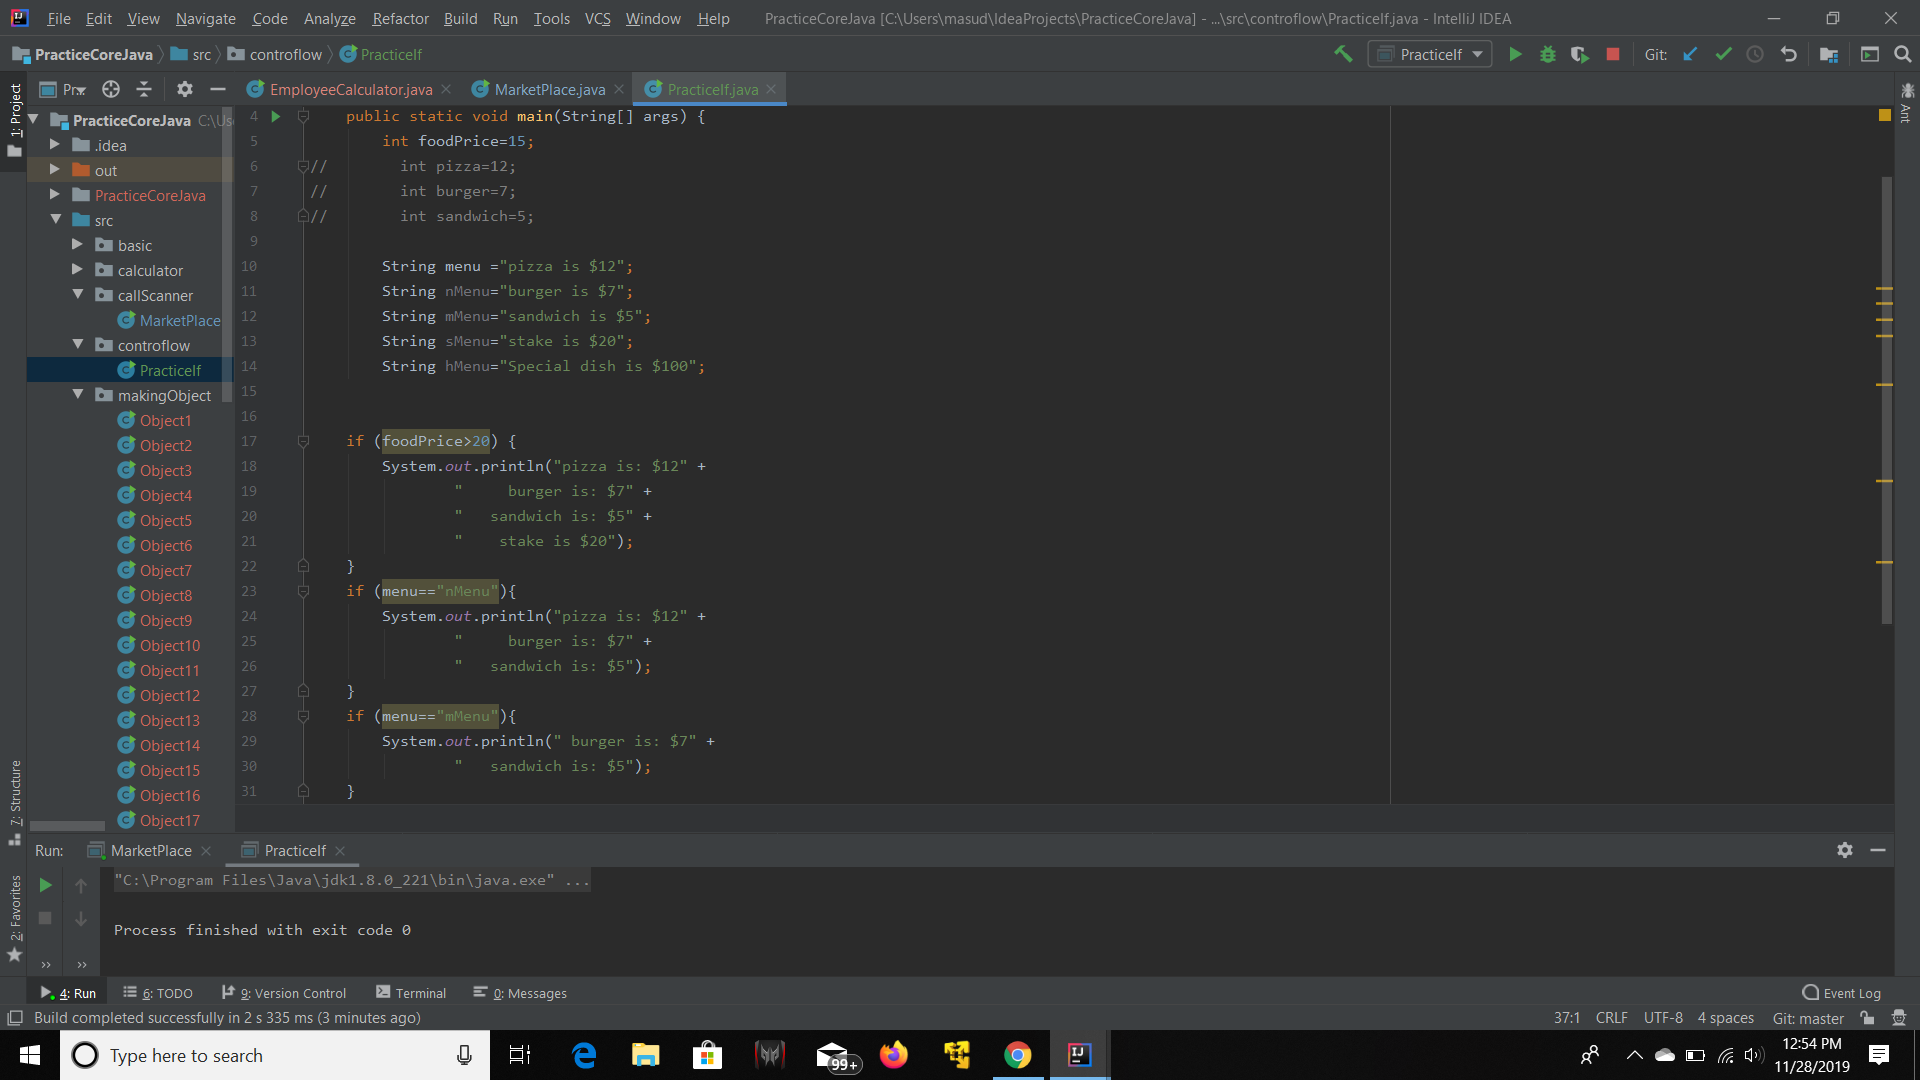 File Edit View Navigate Code Analyze Refactor Build Run Tools VCS Window Help PracticeCoreJava [C:\Users\masud\IdeaProjects\PracticeCoreJava] - ...\src\controflow\PracticeIf.java - IntelliJ IDEA
PracticeCoreJava src controflow PracticeIf PracticeIf Git:
1: Project Pr EmployeeCalculator.java MarketPlace.java PracticeIf.java Ant
PracticeCoreJava C:\Use
.idea
out
PracticeCoreJava
src
basic
calculator
callScanner
MarketPlace
controflow
PracticeIf
makingObject
Object1
Object2
Object3
Object4
Object5
Object6
Object7
Object8
Object9
Object10
Object11
Object12
Object13
Object14
Object15
Object16
Object17
4 public static void main(String[] args) {
5 int foodPrice=15;
6 // int pizza=12;
7 // int burger=7;
8 // int sandwich=5;
9
10 String menu ="pizza is $12";
11 String nMenu="burger is $7";
12 String mMenu="sandwich is $5";
13 String sMenu="stake is $20";
14 String hMenu="Special dish is $100";
15
16
17 if (foodPrice>20) {
18 System.out.println("pizza is: $12" +
19 "     burger is: $7" +
20 "   sandwich is: $5" +
21 "    stake is $20");
22 }
23 if (menu=="nMenu"){
24 System.out.println("pizza is: $12" +
25 "     burger is: $7" +
26 "   sandwich is: $5");
27 }
28 if (menu=="mMenu"){
29 System.out.println(" burger is: $7" +
30 "   sandwich is: $5");
31 }
7: Structure
2: Favorites
Run: MarketPlace PracticeIf
"C:\Program Files\Java\jdk1.8.0_221\bin\java.exe" ...
Process finished with exit code 0
4: Run 6: TODO 9: Version Control Terminal 0: Messages Event Log
Build completed successfully in 2 s 335 ms (3 minutes ago) 37:1 CRLF UTF-8 4 spaces Git: master
Type here to search 99+ 12:54 PM
11/28/2019